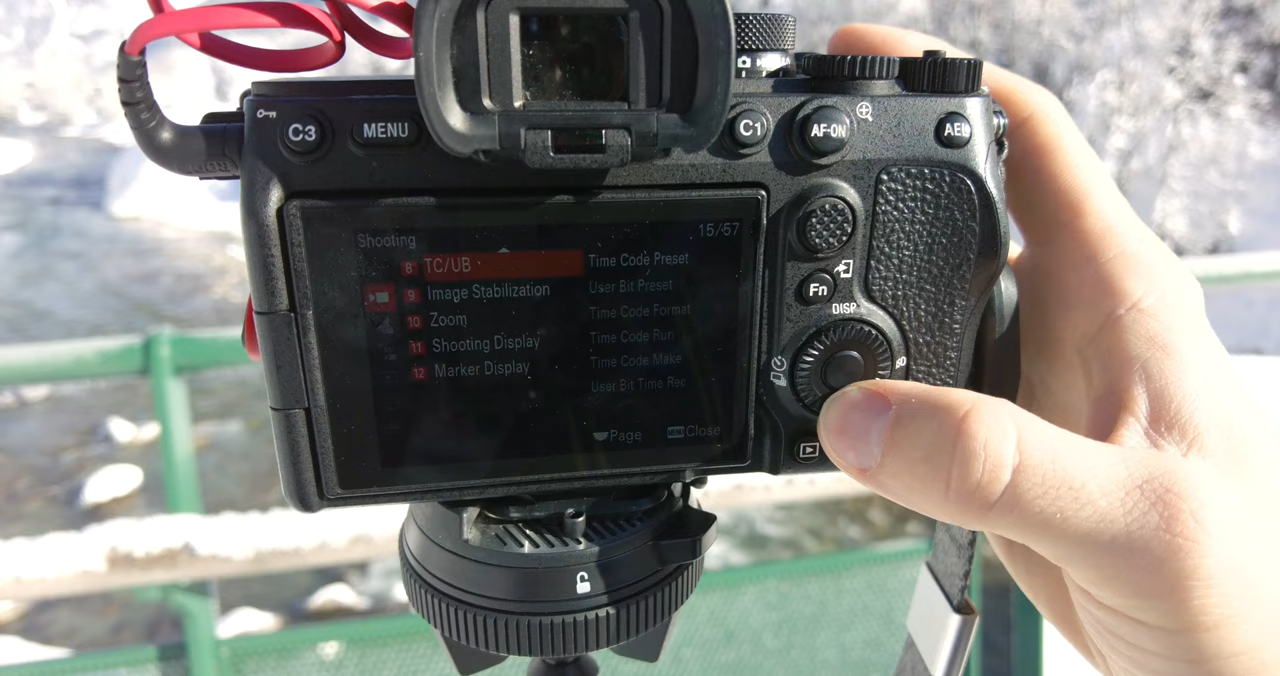 C3
MENU
C1
AF-ON
AEL
Shooting
15/57
8 TC/UB
9 Image Stabilization
10 Zoom
11 Shooting Display
12 Marker Display
Time Code Preset
User Bit Preset
Time Code Format
Time Code Run
Time Code Make
User Bit Time Rec
Page
MENU Close
Fn
DISP